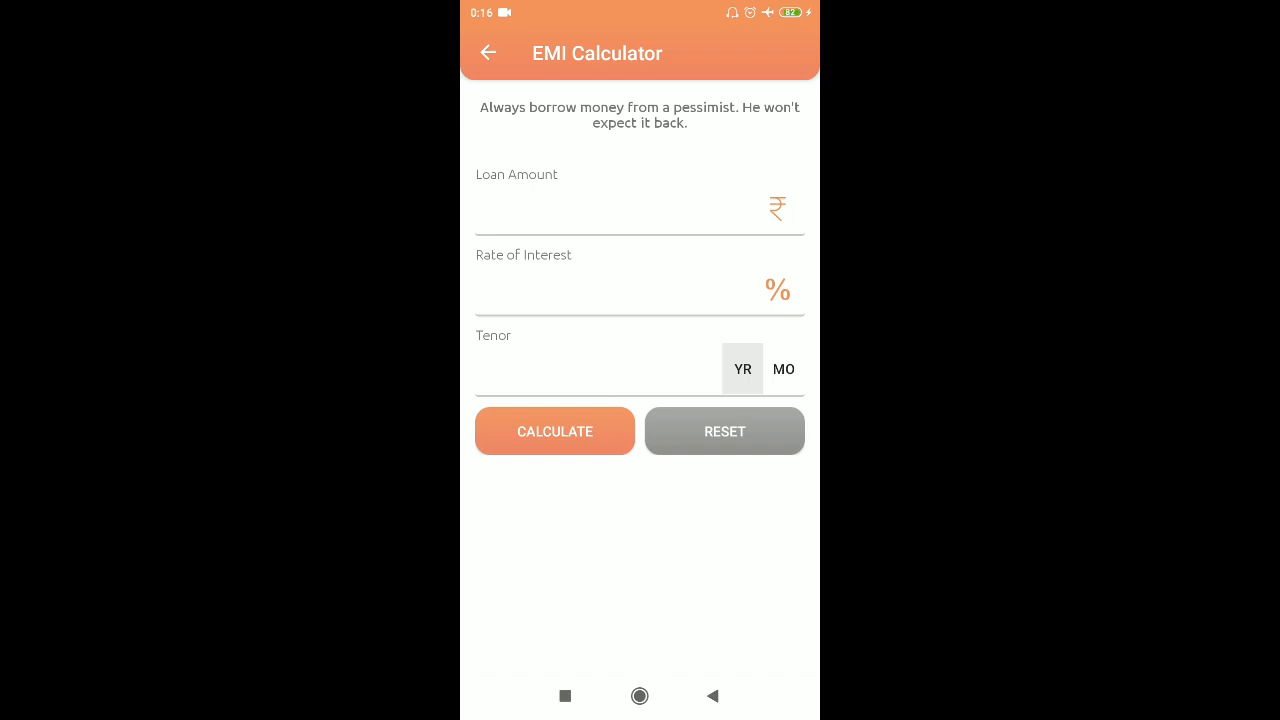 0:16
82
EMI Calculator
Always borrow money from a pessimist. He won't
expect it back.
Loan Amount
₹
Rate of Interest
%
Tenor
YR MO
CALCULATE RESET